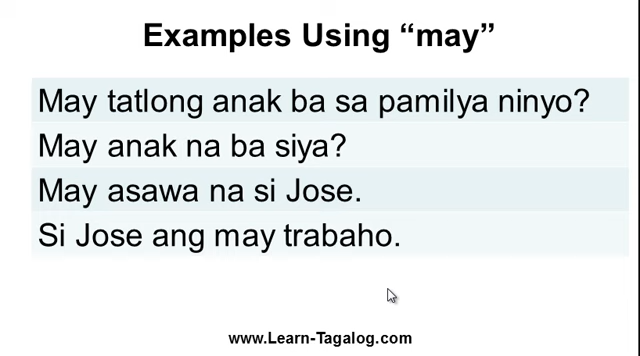 Examples Using “may”
May tatlong anak ba sa pamilya ninyo?
May anak na ba siya?
May asawa na si Jose.
Si Jose ang may trabaho.
www.Learn-Tagalog.com